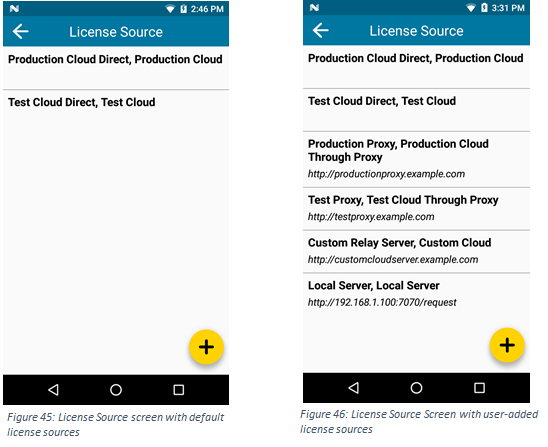 2:46 PM
License Source
Production Cloud Direct, Production Cloud
Test Cloud Direct, Test Cloud
Figure 45: License Source screen with default
license sources
3:31 PM
License Source
Production Cloud Direct, Production Cloud
Test Cloud Direct, Test Cloud
Production Proxy, Production Cloud
Through Proxy
http://productionproxy.example.com
Test Proxy, Test Cloud Through Proxy
http://testproxy.example.com
Custom Relay Server, Custom Cloud
http://customcloudserver.example.com
Local Server, Local Server
http://192.168.1.100:7070/request
Figure 46: License Source Screen with user-added
license sources